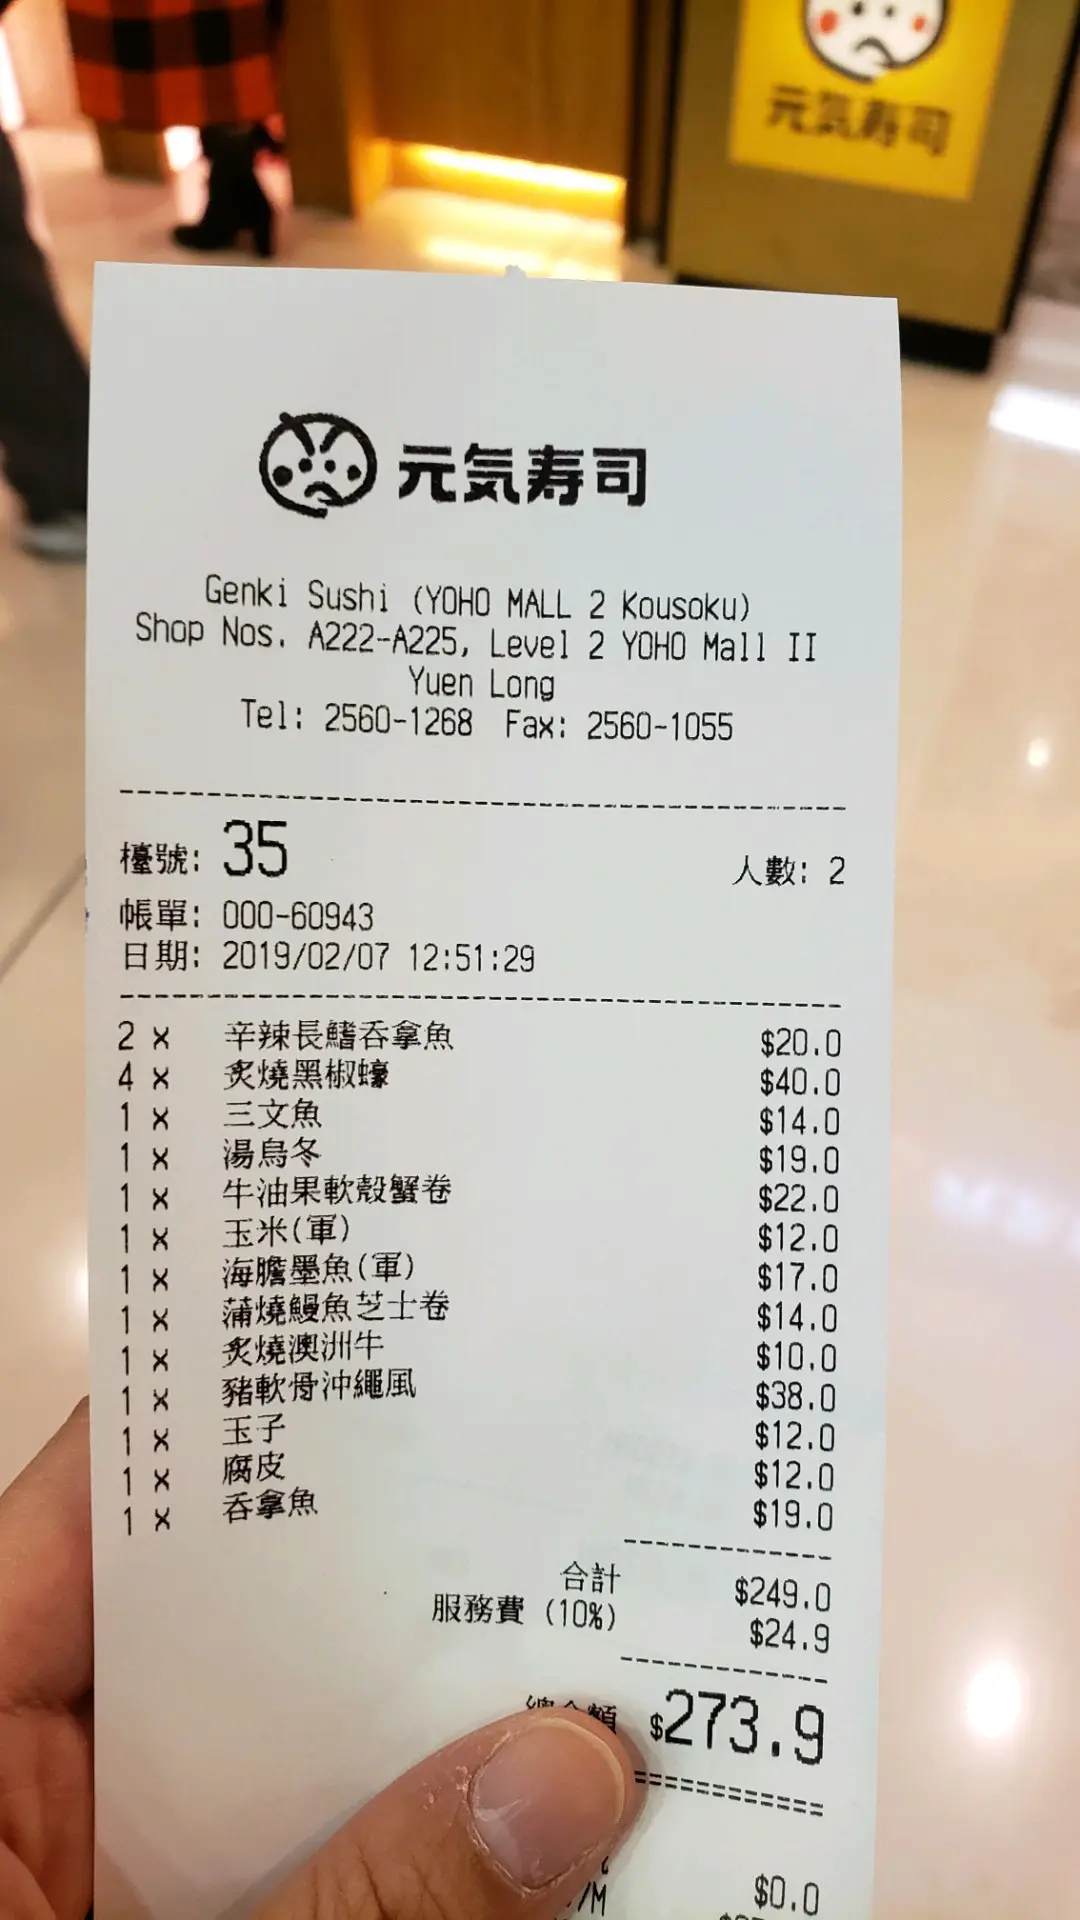 元気寿司
元気寿司
Genki Sushi (YOHO MALL 2 Kousoku)
Shop Nos. A222-A225, Level 2 YOHO Mall II
Yuen Long
Tel: 2560-1268 Fax: 2560-1055
檯號: 35 人數: 2
帳單: 000-60943
日期: 2019/02/07 12:51:29
2 x 辛辣長鰭吞拿魚 $20.0
4 x 炙燒黑椒蠔 $40.0
1 x 三文魚 $14.0
1 x 湯烏冬 $19.0
1 x 牛油果軟殼蟹卷 $22.0
1 x 玉米(軍) $12.0
1 x 海膽墨魚(軍) $17.0
1 x 蒲燒鰻魚芝士卷 $14.0
1 x 炙燒澳洲牛 $10.0
1 x 豬軟骨沖繩風 $38.0
1 x 玉子 $12.0
1 x 腐皮 $12.0
1 x 吞拿魚 $19.0
合計 $249.0
服務費 (10%) $24.9
總金額 $273.9
$0.0